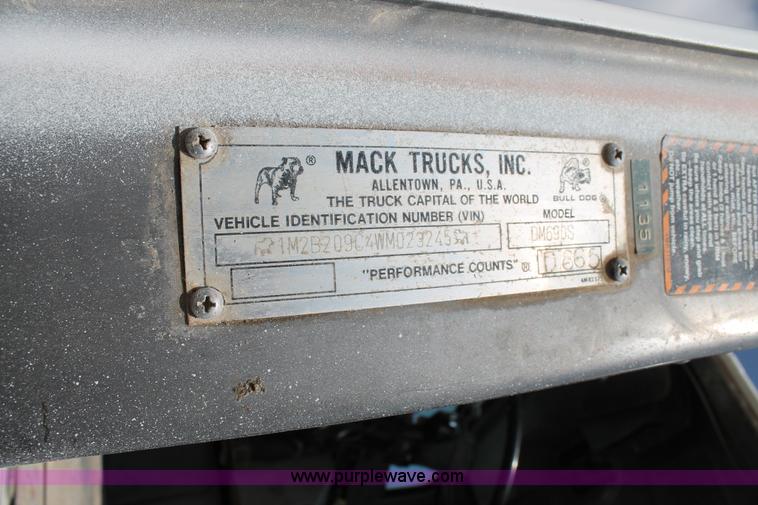 MACK TRUCKS, INC.
ALLENTOWN, PA., U.S.A.
THE TRUCK CAPITAL OF THE WORLD
BULL DOG ®
VEHICLE IDENTIFICATION NUMBER (VIN)
MODEL
1M2B209C4WM023245
DM690S
"PERFORMANCE COUNTS" ®
D 865
1135
www.purplewave.com